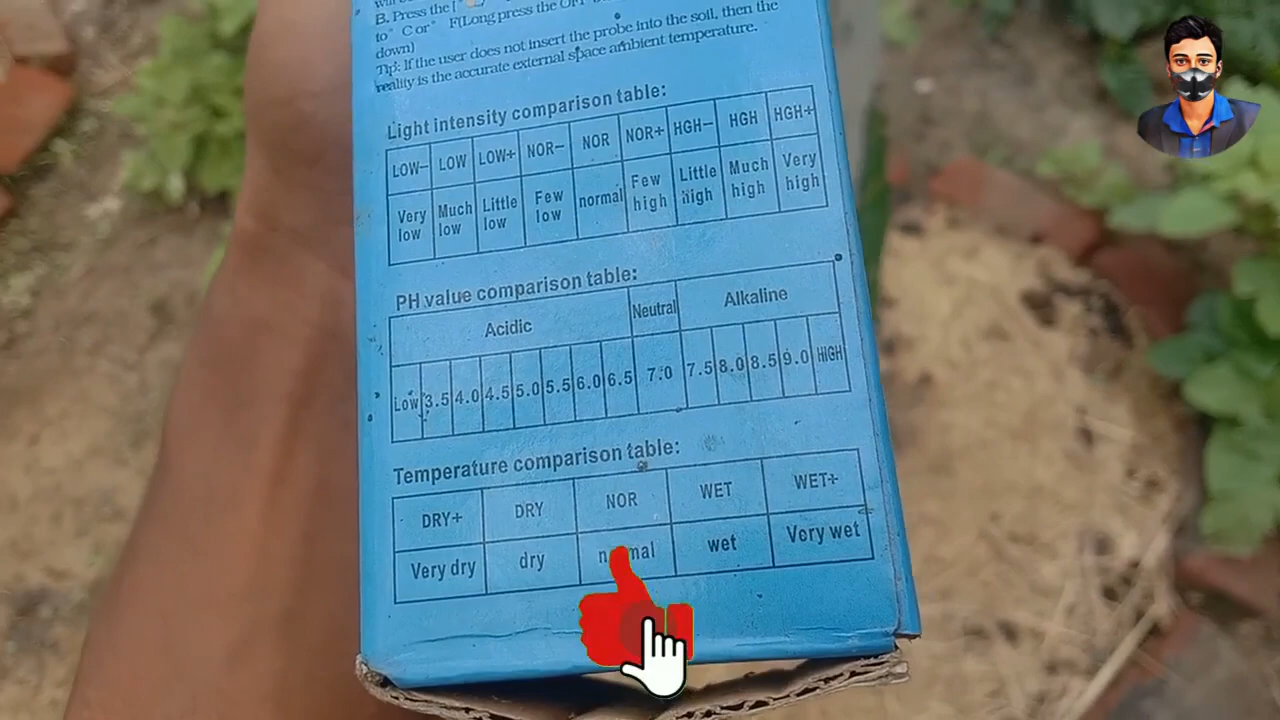 B. Press the [
to° C or° F(Long press the OFF
down)
Tip: If the user does not insert the probe into the soil, then the
reality is the accurate external space ambient temperature.
Light intensity comparison table:
LOW− LOW LOW+ NOR− NOR NOR+ HGH− HGH HGH+
Very low Much low Little low Few low normal Few high Little high Much high Very high
PH value comparison table:
Acidic Neutral Alkaline
Low 3.5 4.0 4.5 5.0 5.5 6.0 6.5 7.0 7.5 8.0 8.5 9.0 HIGH
Temperature comparison table:
DRY+ DRY NOR WET WET+
Very dry dry normal wet Very wet